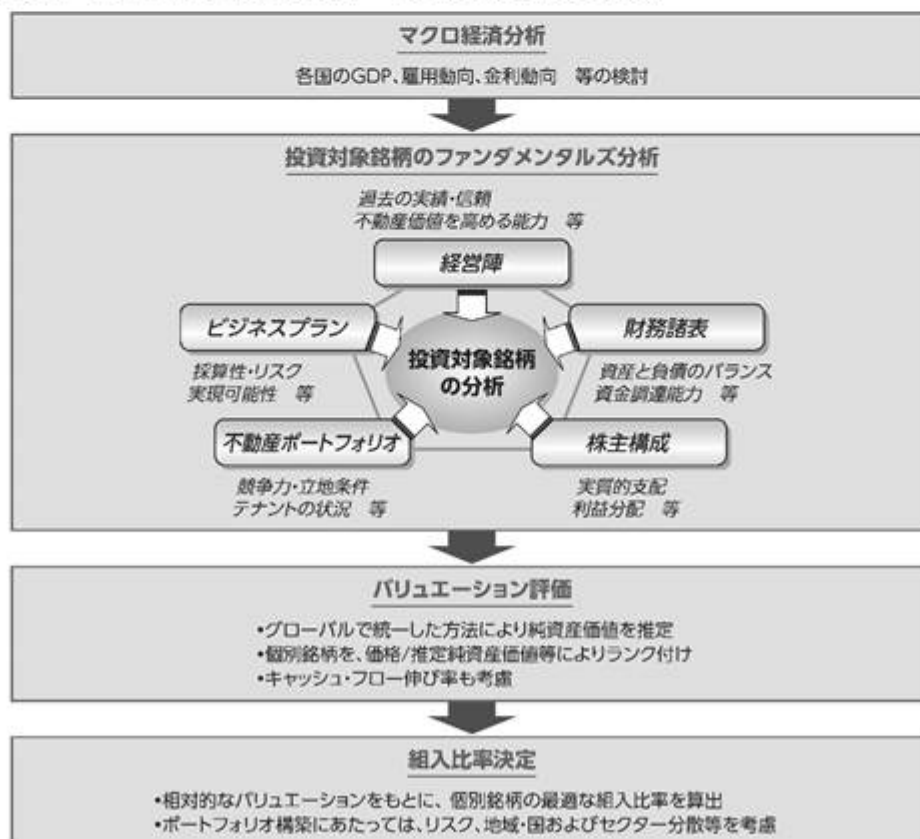 マクロ経済分析
各国のGDP、雇用動向、金利動向 等の検討
投資対象銘柄のファンダメンタルズ分析
過去の実績・信頼
不動産価値を高める能力 等
経営陣
ビジネスプラン
財務諸表
投資対象銘柄
の分析
採算性・リスク
実現可能性 等
資産と負債のバランス
資金調達能力 等
不動産ポートフォリオ
株主構成
競争力・立地条件
テナントの状況 等
実質的支配
利益分配 等
バリュエーション評価
•グローバルで統一した方法により純資産価値を推定
•個別銘柄を、価格/推定純資産価値等によりランク付け
•キャッシュ・フロー伸び率も考慮
組入比率決定
•相対的なバリュエーションをもとに、個別銘柄の最適な組入比率を算出
•ポートフォリオ構築にあたっては、リスク、地域・国およびセクター分散等を考慮